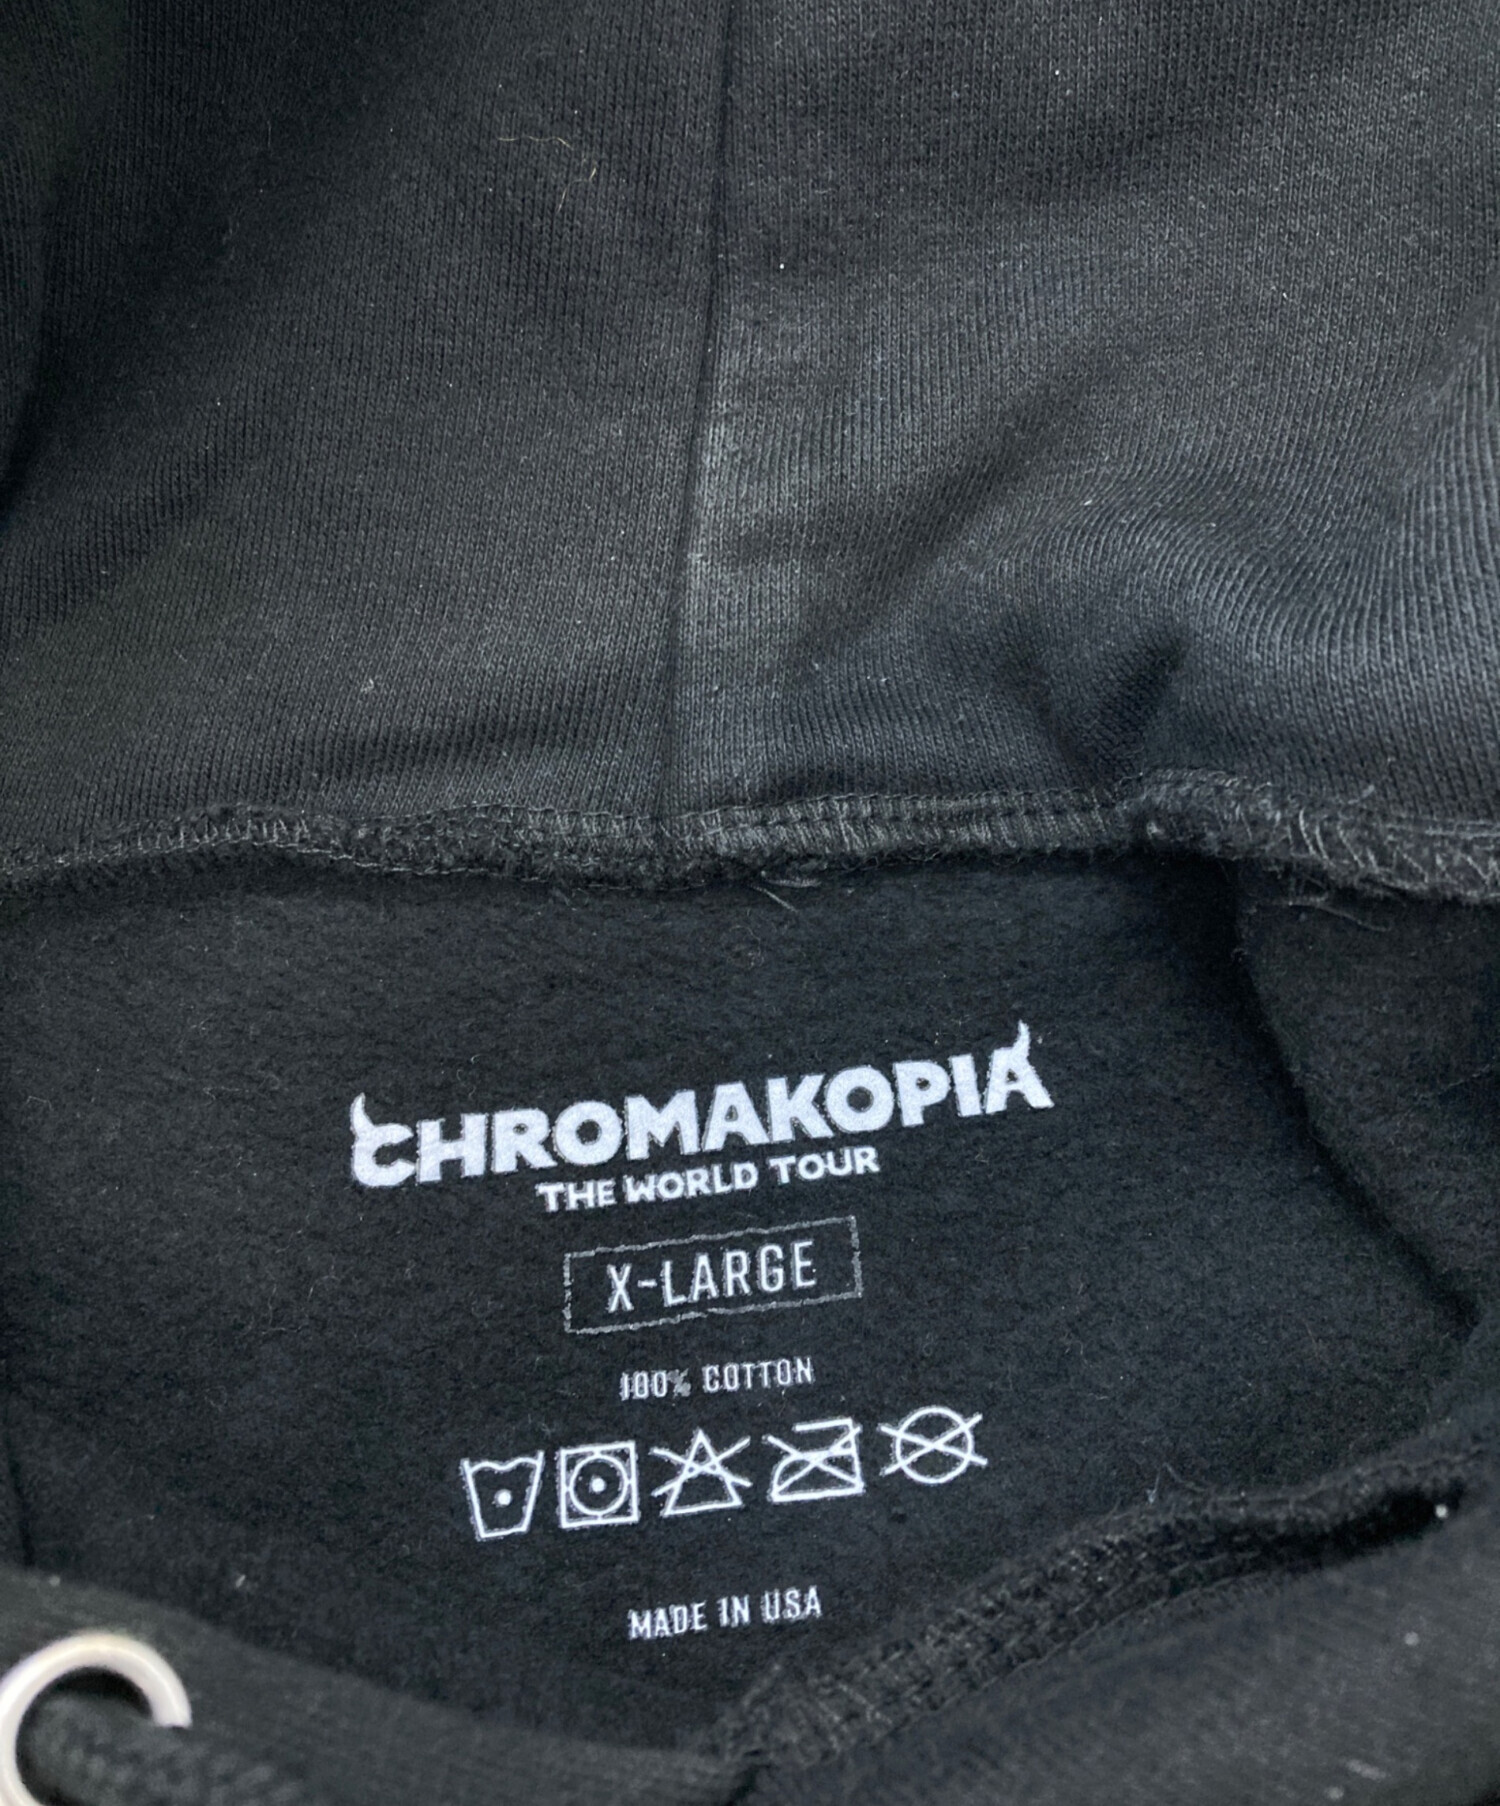 CHROMAKOPIA
THE WORLD TOUR
X-LARGE
100% COTTON
MADE IN USA